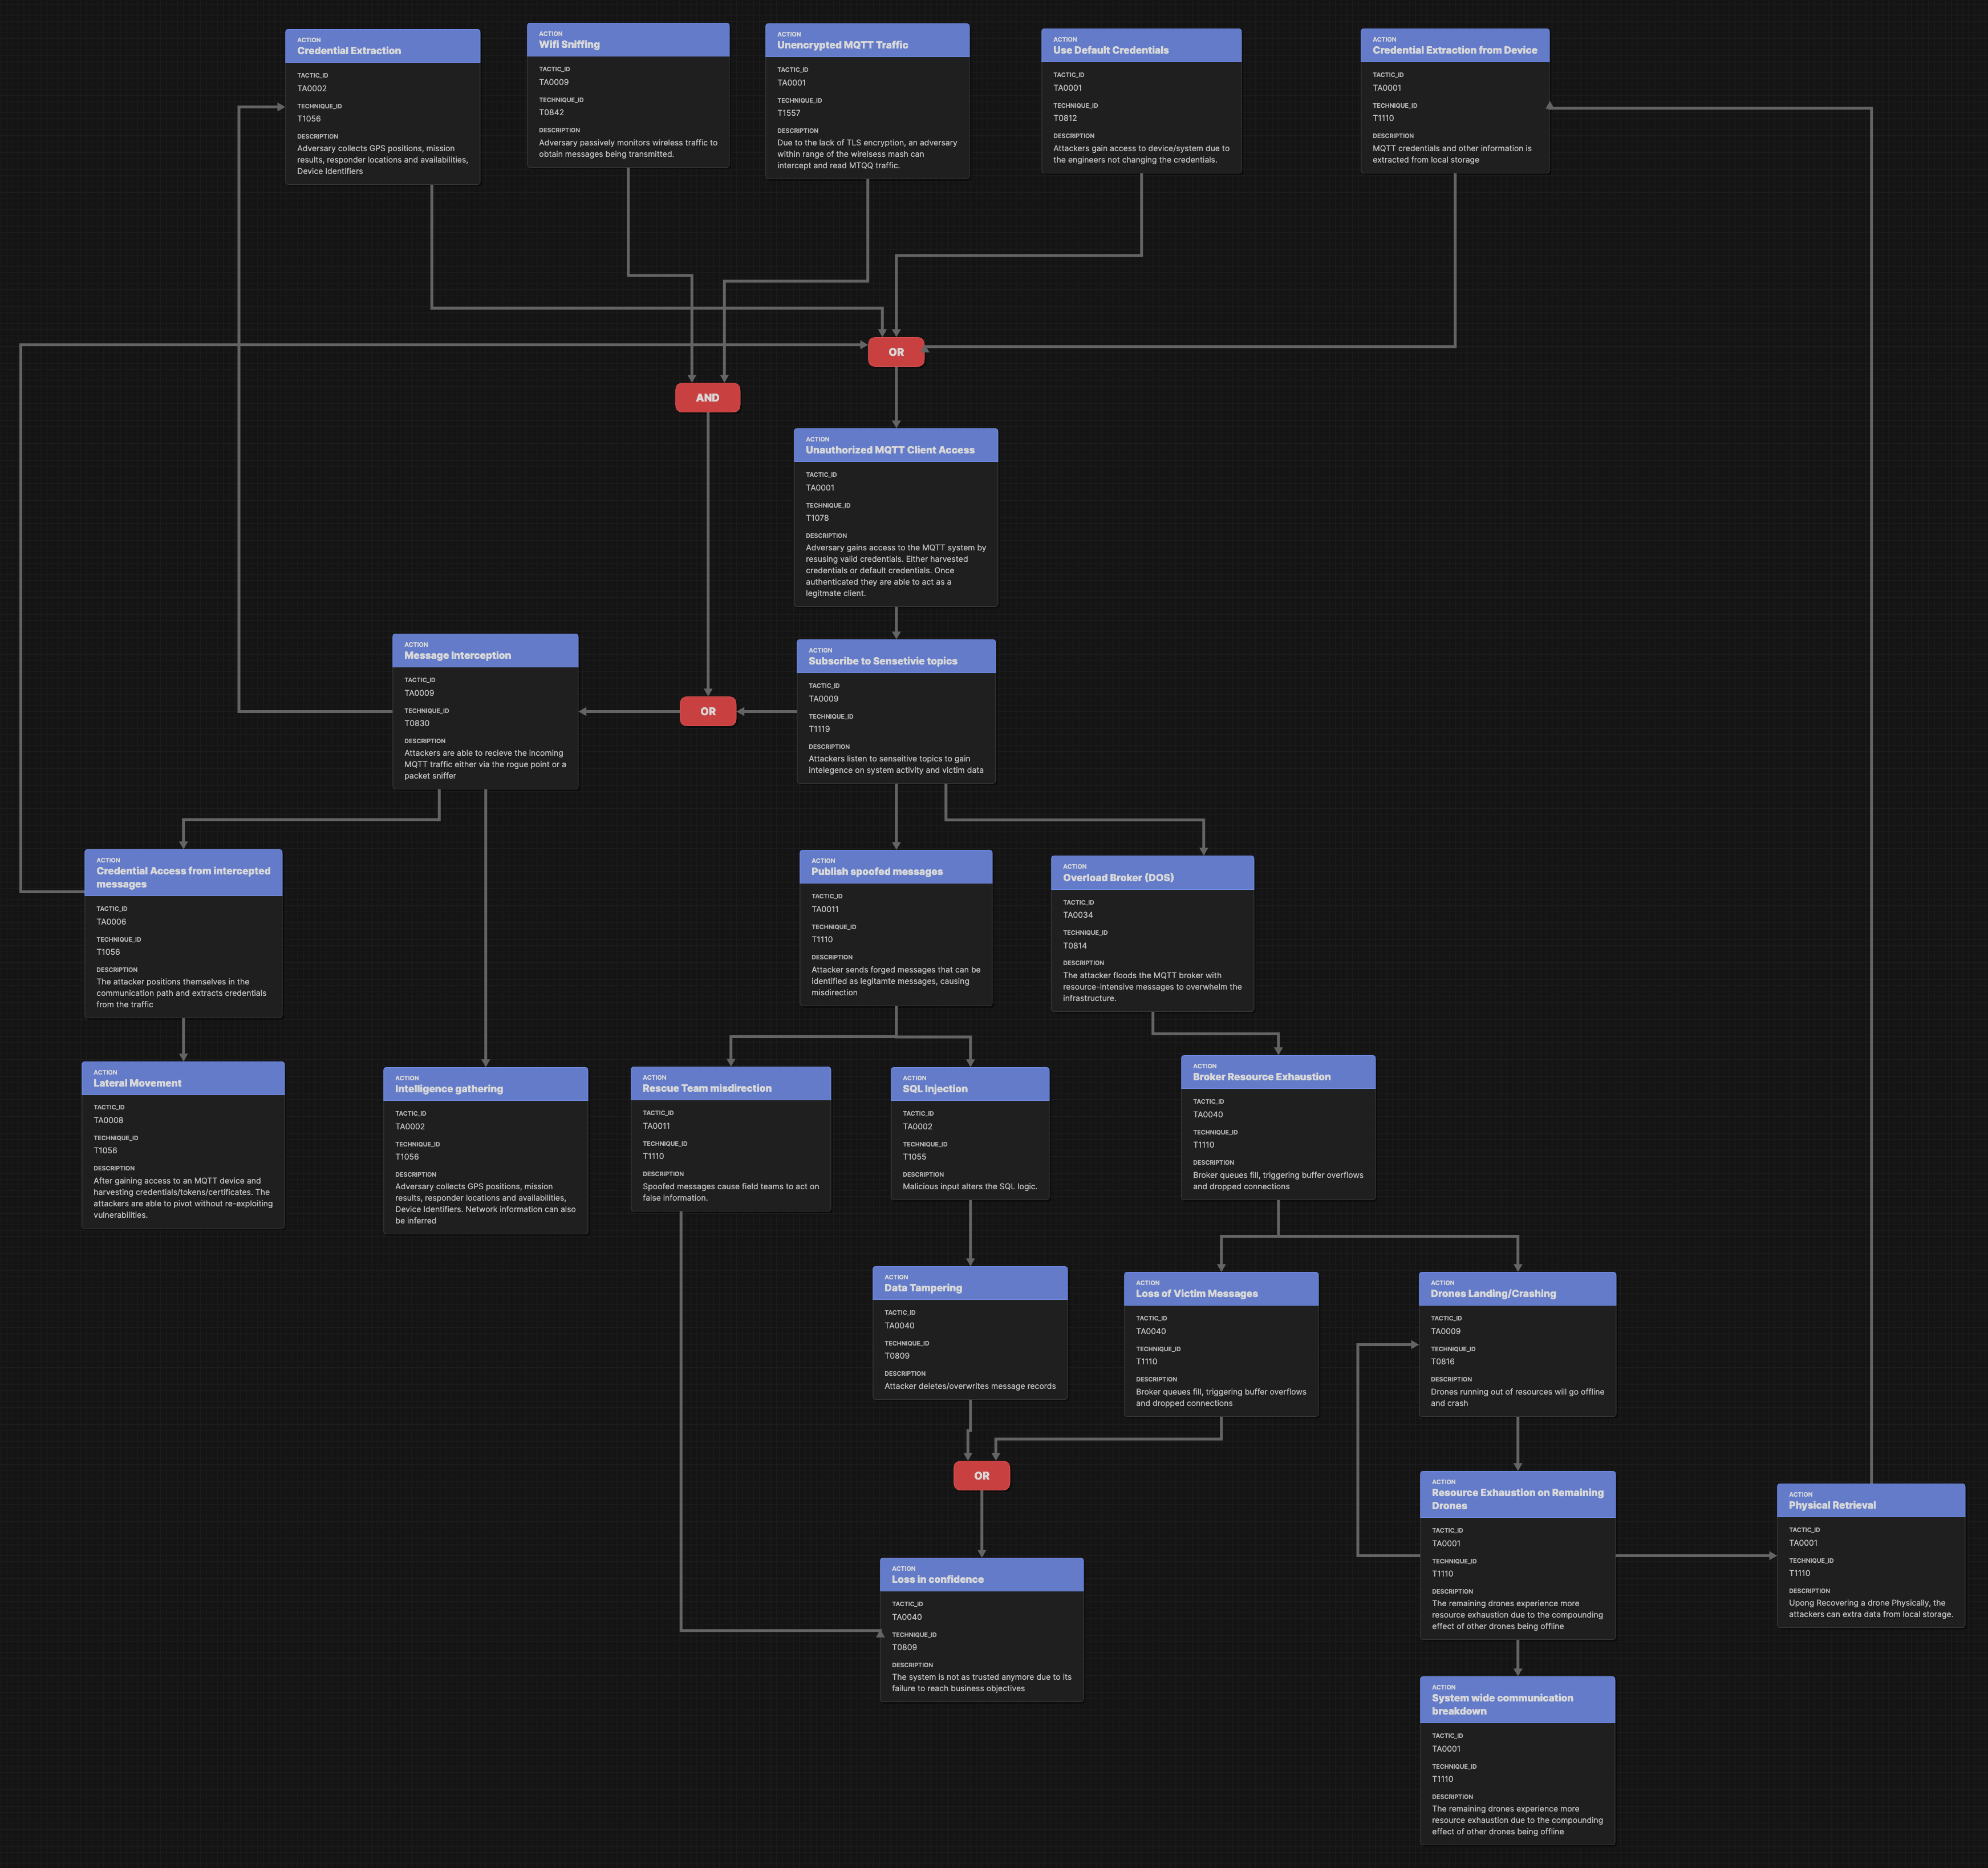 ACTION
Credential Extraction
TACTIC_ID
TA0002
TECHNIQUE_ID
T1056
DESCRIPTION
Adversary collects GPS positions, mission
results, responder locations and availabilities,
Device Identifiers
ACTION
Wifi Sniffing
TACTIC_ID
TA0009
TECHNIQUE_ID
T0842
DESCRIPTION
Adversary passively monitors wireless traffic to
obtain messages being transmitted.
ACTION
Unencrypted MQTT Traffic
TACTIC_ID
TA0001
TECHNIQUE_ID
T1557
DESCRIPTION
Due to the lack of TLS encryption, an adversary
within range of the wirelsess mash can
intercept and read MTQQ traffic.
ACTION
Use Default Credentials
TACTIC_ID
TA0001
TECHNIQUE_ID
T0812
DESCRIPTION
Attackers gain access to device/system due to
the engineers not changing the credentials.
ACTION
Credential Extraction from Device
TACTIC_ID
TA0001
TECHNIQUE_ID
T1110
DESCRIPTION
MQTT credentials and other information is
extracted from local storage
OR
AND
ACTION
Unauthorized MQTT Client Access
TACTIC_ID
TA0001
TECHNIQUE_ID
T1078
DESCRIPTION
Adversary gains access to the MQTT system by
resusing valid credentials. Either harvested
credentials or default credentials. Once
authenticated they are able to act as a
legitmate client.
ACTION
Message Interception
TACTIC_ID
TA0009
TECHNIQUE_ID
T0830
DESCRIPTION
Attackers are able to recieve the incoming
MQTT traffic either via the rogue point or a
packet sniffer
OR
ACTION
Subscribe to Sensetivie topics
TACTIC_ID
TA0009
TECHNIQUE_ID
T1119
DESCRIPTION
Attackers listen to senseitive topics to gain
intelegence on system activity and victim data
ACTION
Credential Access from intercepted
messages
TACTIC_ID
TA0006
TECHNIQUE_ID
T1056
DESCRIPTION
The attacker positions themselves in the
communication path and extracts credentials
from the traffic
ACTION
Publish spoofed messages
TACTIC_ID
TA0011
TECHNIQUE_ID
T1110
DESCRIPTION
Attacker sends forged messages that can be
identified as legitamte messages, causing
misdirection
ACTION
Overload Broker (DOS)
TACTIC_ID
TA0034
TECHNIQUE_ID
T0814
DESCRIPTION
The attacker floods the MQTT broker with
resource-intensive messages to overwhelm the
infrastructure.
ACTION
Lateral Movement
TACTIC_ID
TA0008
TECHNIQUE_ID
T1056
DESCRIPTION
After gaining access to an MQTT device and
harvesting credentials/tokens/certificates. The
attackers are able to pivot without re-exploiting
vulnerabilities.
ACTION
Intelligence gathering
TACTIC_ID
TA0002
TECHNIQUE_ID
T1056
DESCRIPTION
Adversary collects GPS positions, mission
results, responder locations and availabilities,
Device Identifiers. Network information can also
be inferred
ACTION
Rescue Team misdirection
TACTIC_ID
TA0011
TECHNIQUE_ID
T1110
DESCRIPTION
Spoofed messages cause field teams to act on
false information.
ACTION
SQL Injection
TACTIC_ID
TA0002
TECHNIQUE_ID
T1055
DESCRIPTION
Malicious input alters the SQL logic.
ACTION
Broker Resource Exhaustion
TACTIC_ID
TA0040
TECHNIQUE_ID
T1110
DESCRIPTION
Broker queues fill, triggering buffer overflows
and dropped connections
ACTION
Data Tampering
TACTIC_ID
TA0040
TECHNIQUE_ID
T0809
DESCRIPTION
Attacker deletes/overwrites message records
ACTION
Loss of Victim Messages
TACTIC_ID
TA0040
TECHNIQUE_ID
T1110
DESCRIPTION
Broker queues fill, triggering buffer overflows
and dropped connections
ACTION
Drones Landing/Crashing
TACTIC_ID
TA0009
TECHNIQUE_ID
T0816
DESCRIPTION
Drones running out of resources will go offline
and crash
OR
ACTION
Resource Exhaustion on Remaining
Drones
TACTIC_ID
TA0001
TECHNIQUE_ID
T1110
DESCRIPTION
The remaining drones experience more
resource exhaustion due to the compounding
effect of other drones being offline
ACTION
Physical Retrieval
TACTIC_ID
TA0001
TECHNIQUE_ID
T1110
DESCRIPTION
Upong Recovering a drone Physically, the
attackers can extra data from local storage.
ACTION
Loss in confidence
TACTIC_ID
TA0040
TECHNIQUE_ID
T0809
DESCRIPTION
The system is not as trusted anymore due to its
failure to reach business objectives
ACTION
System wide communication
breakdown
TACTIC_ID
TA0001
TECHNIQUE_ID
T1110
DESCRIPTION
The remaining drones experience more
resource exhaustion due to the compounding
effect of other drones being offline